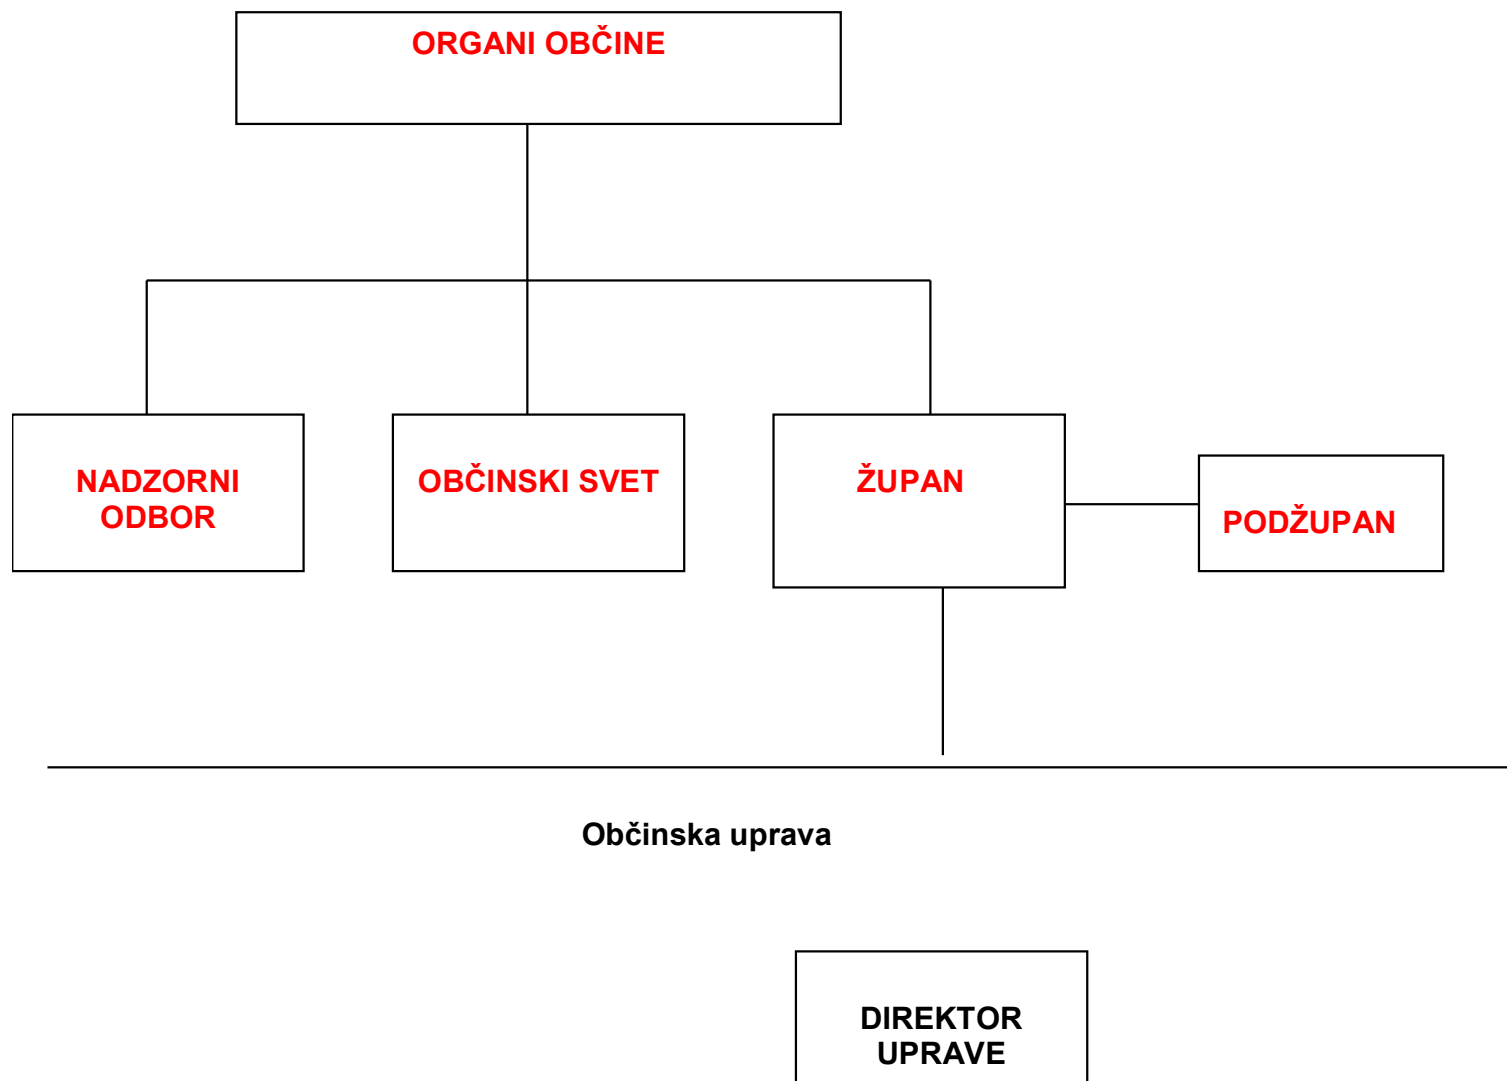 ORGANI OBČINE
NADZORNI
ODBOR
OBČINSKI SVET
ŽUPAN
PODŽUPAN
Občinska uprava
DIREKTOR
UPRAVE